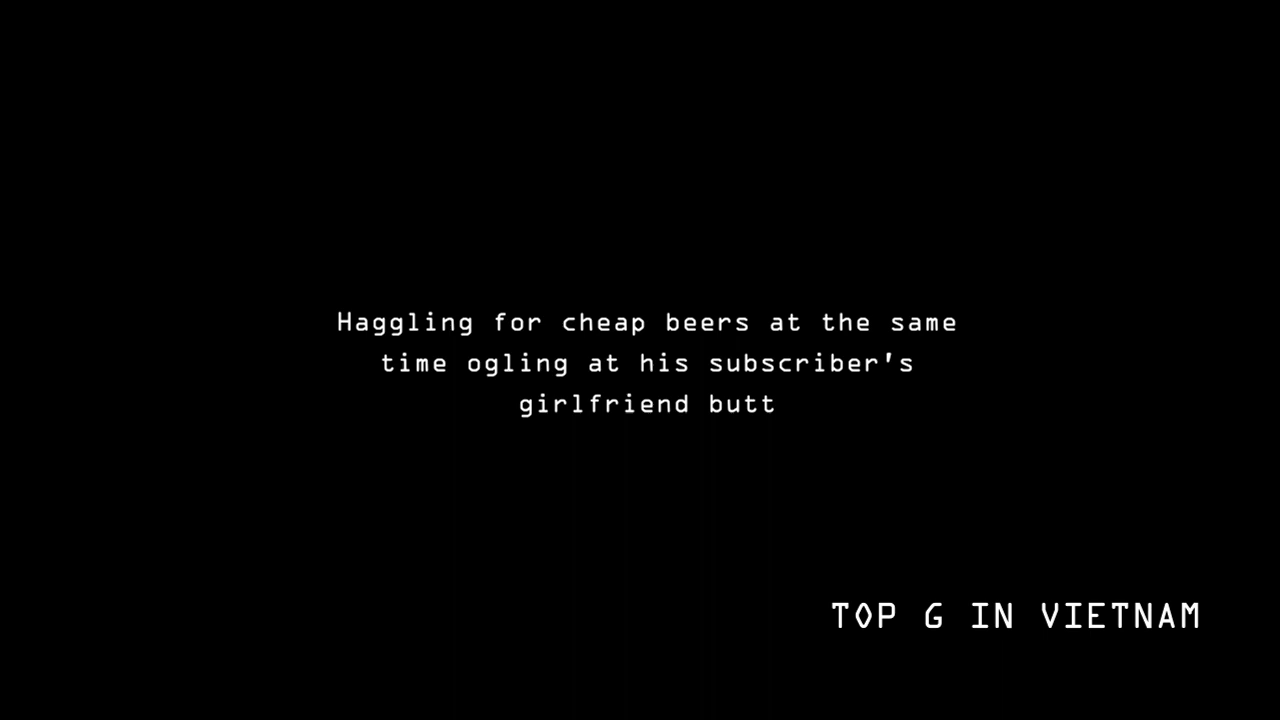 Haggling for cheap beers at the same
time ogling at his subscriber's
girlfriend butt
TOP G IN VIETNAM